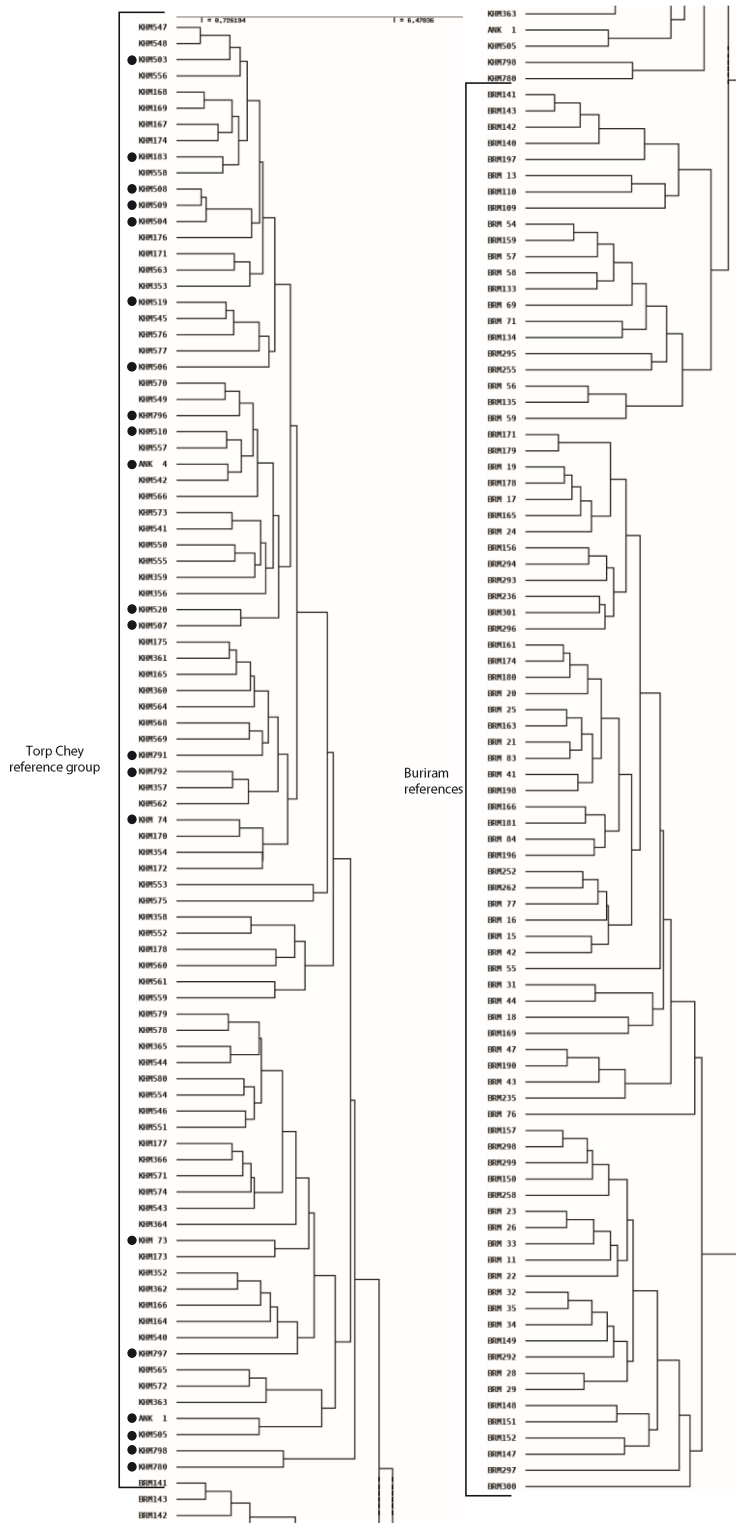 I = 0,726194
I = 6,47836
KHM547
KHM548
KHM503
KHM556
KHM168
KHM169
KHM167
KHM174
KHM183
KHM558
KHM508
KHM509
KHM504
KHM176
KHM171
KHM563
KHM353
KHM519
KHM545
KHM576
KHM577
KHM506
KHM570
KHM549
KHM796
KHM510
KHM557
ANK 4
KHM542
KHM566
KHM573
KHM541
KHM550
KHM555
KHM359
KHM356
KHM520
KHM507
KHM175
KHM361
KHM165
KHM360
KHM564
KHM568
KHM569
KHM791
KHM792
KHM357
KHM562
KHM 74
KHM170
KHM354
KHM172
KHM553
KHM575
KHM358
KHM552
KHM178
KHM560
KHM561
KHM559
KHM579
KHM578
KHM365
KHM544
KHM580
KHM554
KHM546
KHM551
KHM177
KHM366
KHM571
KHM574
KHM543
KHM364
KHM 73
KHM173
KHM352
KHM362
KHM166
KHM164
KHM540
KHM797
KHM565
KHM572
KHM363
ANK 1
KHM505
KHM798
KHM780
BRM141
BRM143
BRM142
Torp Chey
reference group
KHM363
ANK 1
KHM505
KHM798
KHM780
BRM141
BRM143
BRM142
BRM140
BRM197
BRM 13
BRM110
BRM109
BRM 54
BRM159
BRM 57
BRM 58
BRM133
BRM 69
BRM 71
BRM134
BRM295
BRM255
BRM 56
BRM135
BRM 59
BRM171
BRM179
BRM 19
BRM178
BRM 17
BRM165
BRM 24
BRM156
BRM294
BRM293
BRM236
BRM301
BRM296
BRM161
BRM174
BRM180
BRM 20
BRM 25
BRM163
BRM 21
BRM 83
BRM 41
BRM198
BRM166
BRM181
BRM 84
BRM196
BRM252
BRM262
BRM 77
BRM 16
BRM 15
BRM 42
BRM 55
BRM 31
BRM 44
BRM 18
BRM169
BRM 47
BRM190
BRM 43
BRM235
BRM 76
BRM157
BRM298
BRM299
BRM150
BRM258
BRM 23
BRM 26
BRM 33
BRM 11
BRM 22
BRM 32
BRM 35
BRM 34
BRM149
BRM292
BRM 28
BRM 29
BRM148
BRM151
BRM152
BRM147
BRM297
BRM300
Buriram
references